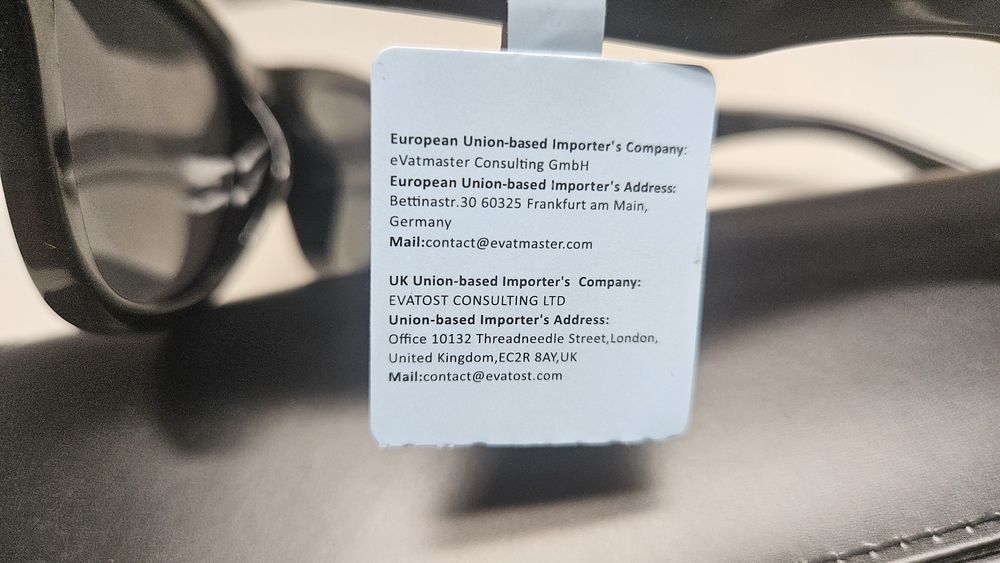 European Union-based Importer's Company:
eVatmaster Consulting GmbH
European Union-based Importer's Address:
Bettinastr.30 60325 Frankfurt am Main,
Germany
Mail:contact@evatmaster.com
UK Union-based Importer's Company:
EVATOST CONSULTING LTD
Union-based Importer's Address:
Office 10132 Threadneedle Street,London,
United Kingdom,EC2R 8AY,UK
Mail:contact@evatost.com